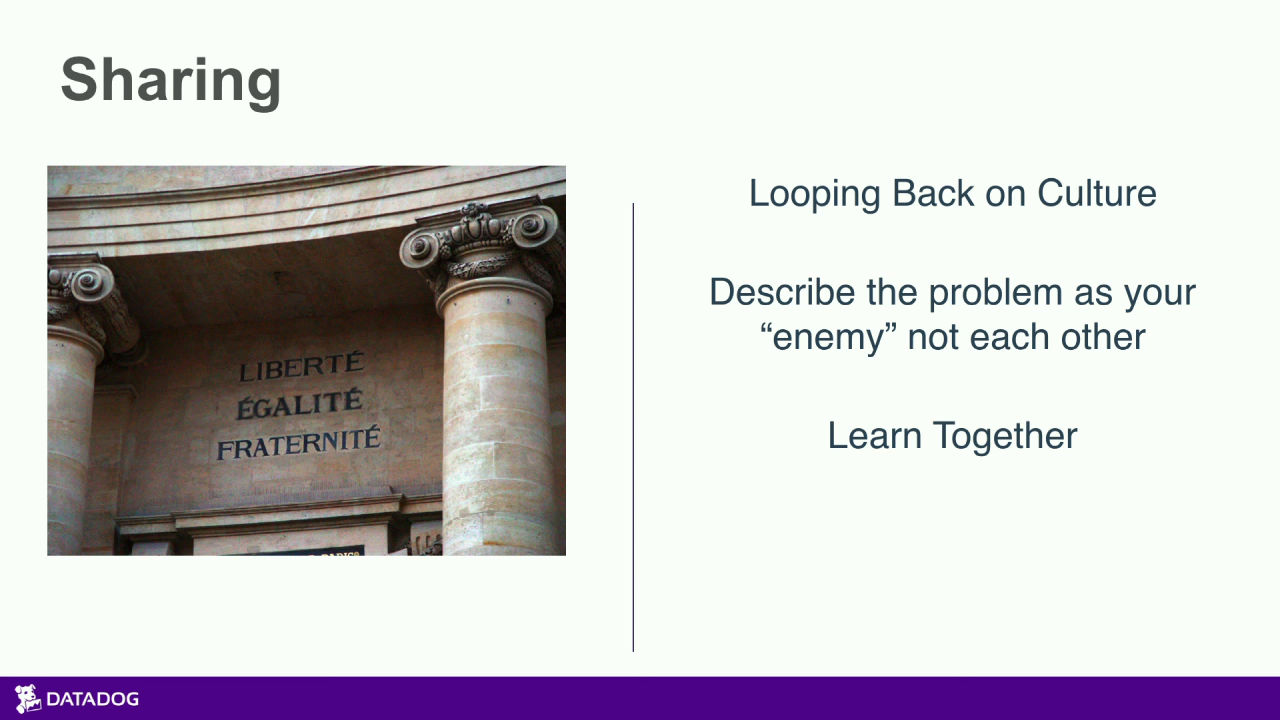 Sharing
LIBERTÉ
ÉGALITÉ
FRATERNITÉ
Looping Back on Culture
Describe the problem as your
“enemy” not each other
Learn Together
DATADOG